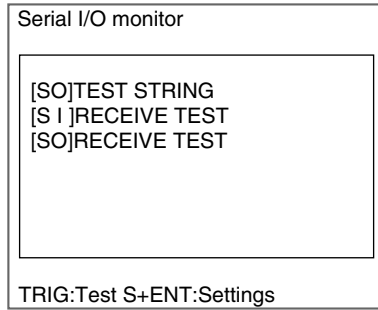 Serial I/O monitor
[SO]TEST STRING
[S I ]RECEIVE TEST
[SO]RECEIVE TEST
TRIG:Test S+ENT:Settings